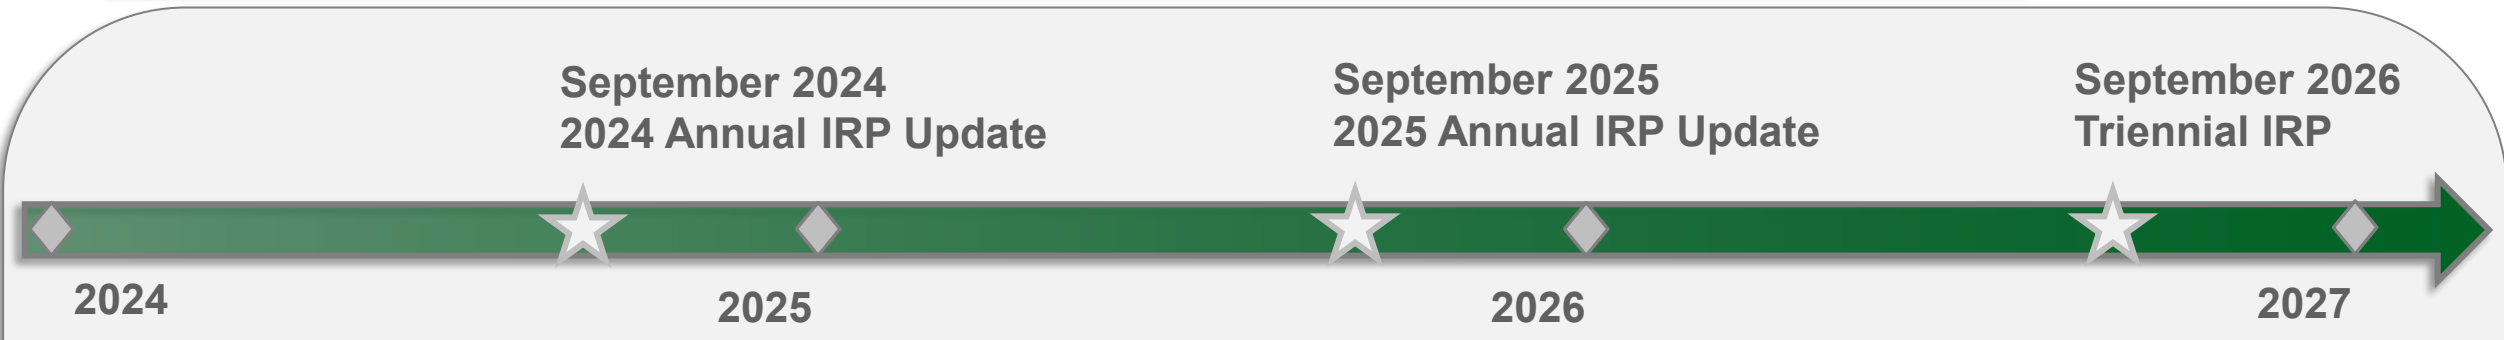 September 2024
2024 Annual IRP Update
September 2025
2025 Annual IRP Update
September 2026
Triennial IRP
2024
2025
2026
2027